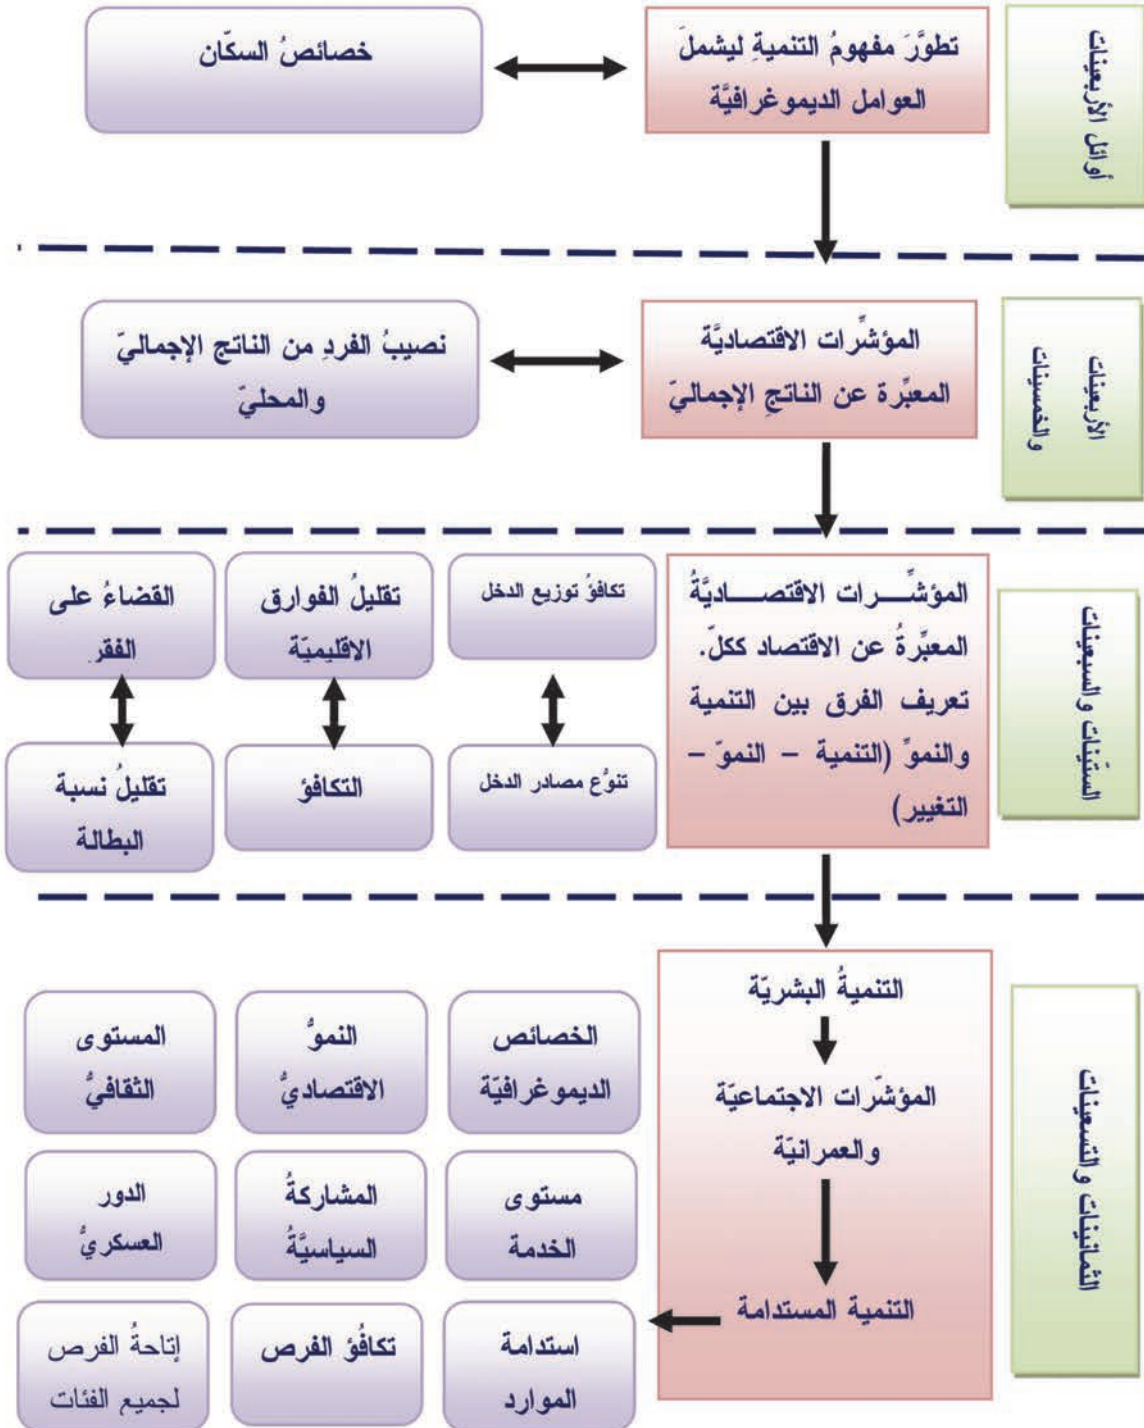 أوائل الأربعينات
تطوَّرَ مفهومُ التنميةِ ليشملَ
العوامل الديموغرافيَّة
خصائصُ السكّان
الأربعينات
والخمسينات
المؤشِّرات الاقتصاديَّة
المعبِّرة عن الناتجِ الإجماليّ
نصيبُ الفردِ من الناتج الإجماليّ
والمحليّ
الستّينات والسبعينات
المؤشِّـــرات الاقتصـــاديَّةُ
المعبِّرةُ عن الاقتصاد ككلّ.
تعريف الفرق بين التنمية
والنموِّ (التنمية – النموّ –
التغيير)
تكافؤُ توزيع الدخل
تقليلُ الفوارق
الاقليميّة
القضاءُ على
الفقر
تنوُّع مصادر الدخل
التكافؤ
تقليلُ نسبة
البطالة
الثمانينات والتسعينات
التنميةُ البشريّة
المؤشّرات الاجتماعيّة
والعمرانيّة
التنمية المستدامة
الخصائص
الديموغرافيّة
النموُّ
الاقتصاديُّ
المستوى
الثقافيُّ
مستوى
الخدمة
المشاركةُ
السياسيَّةُ
الدور
العسكريُّ
استدامة
الموارد
تكافُؤ الفرص
إتاحةُ الفرص
لجميع الفئات